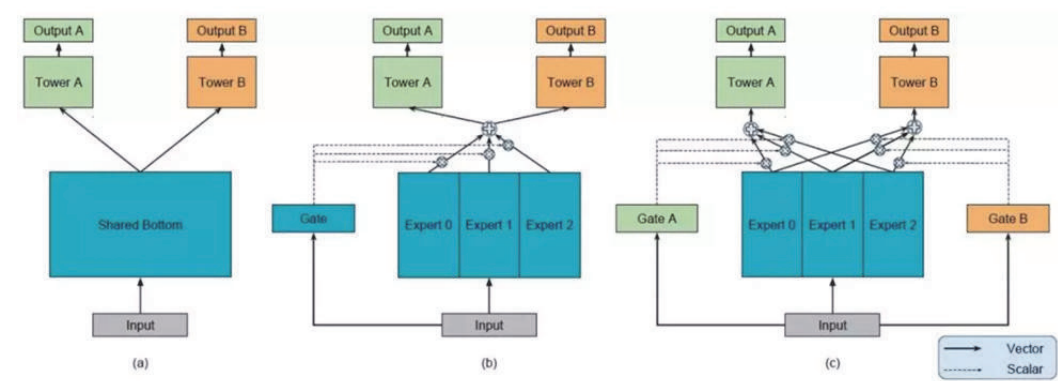 Output A
Output B
Tower A
Tower B
Shared Bottom
Input
(a)
Output A
Output B
Tower A
Tower B
Gate
Expert 0
Expert 1
Expert 2
Input
(b)
Output A
Output B
Tower A
Tower B
Gate A
Expert 0
Expert 1
Expert 2
Gate B
Input
(c)
Vector
Scalar